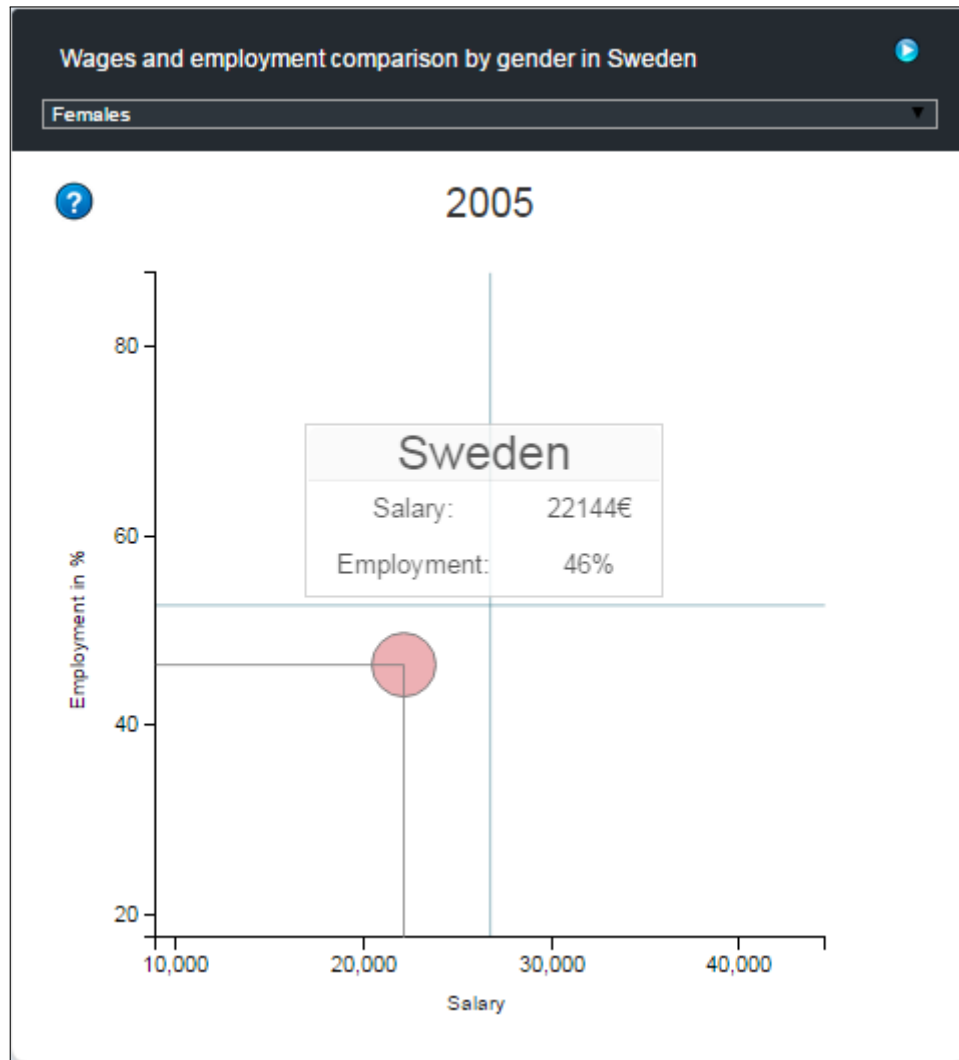 Wages and employment comparison by gender in Sweden
Females
?
2005
80
60
40
20
Employment in %
Sweden
Salary: 22144€
Employment: 46%
10,000 20,000 30,000 40,000
Salary